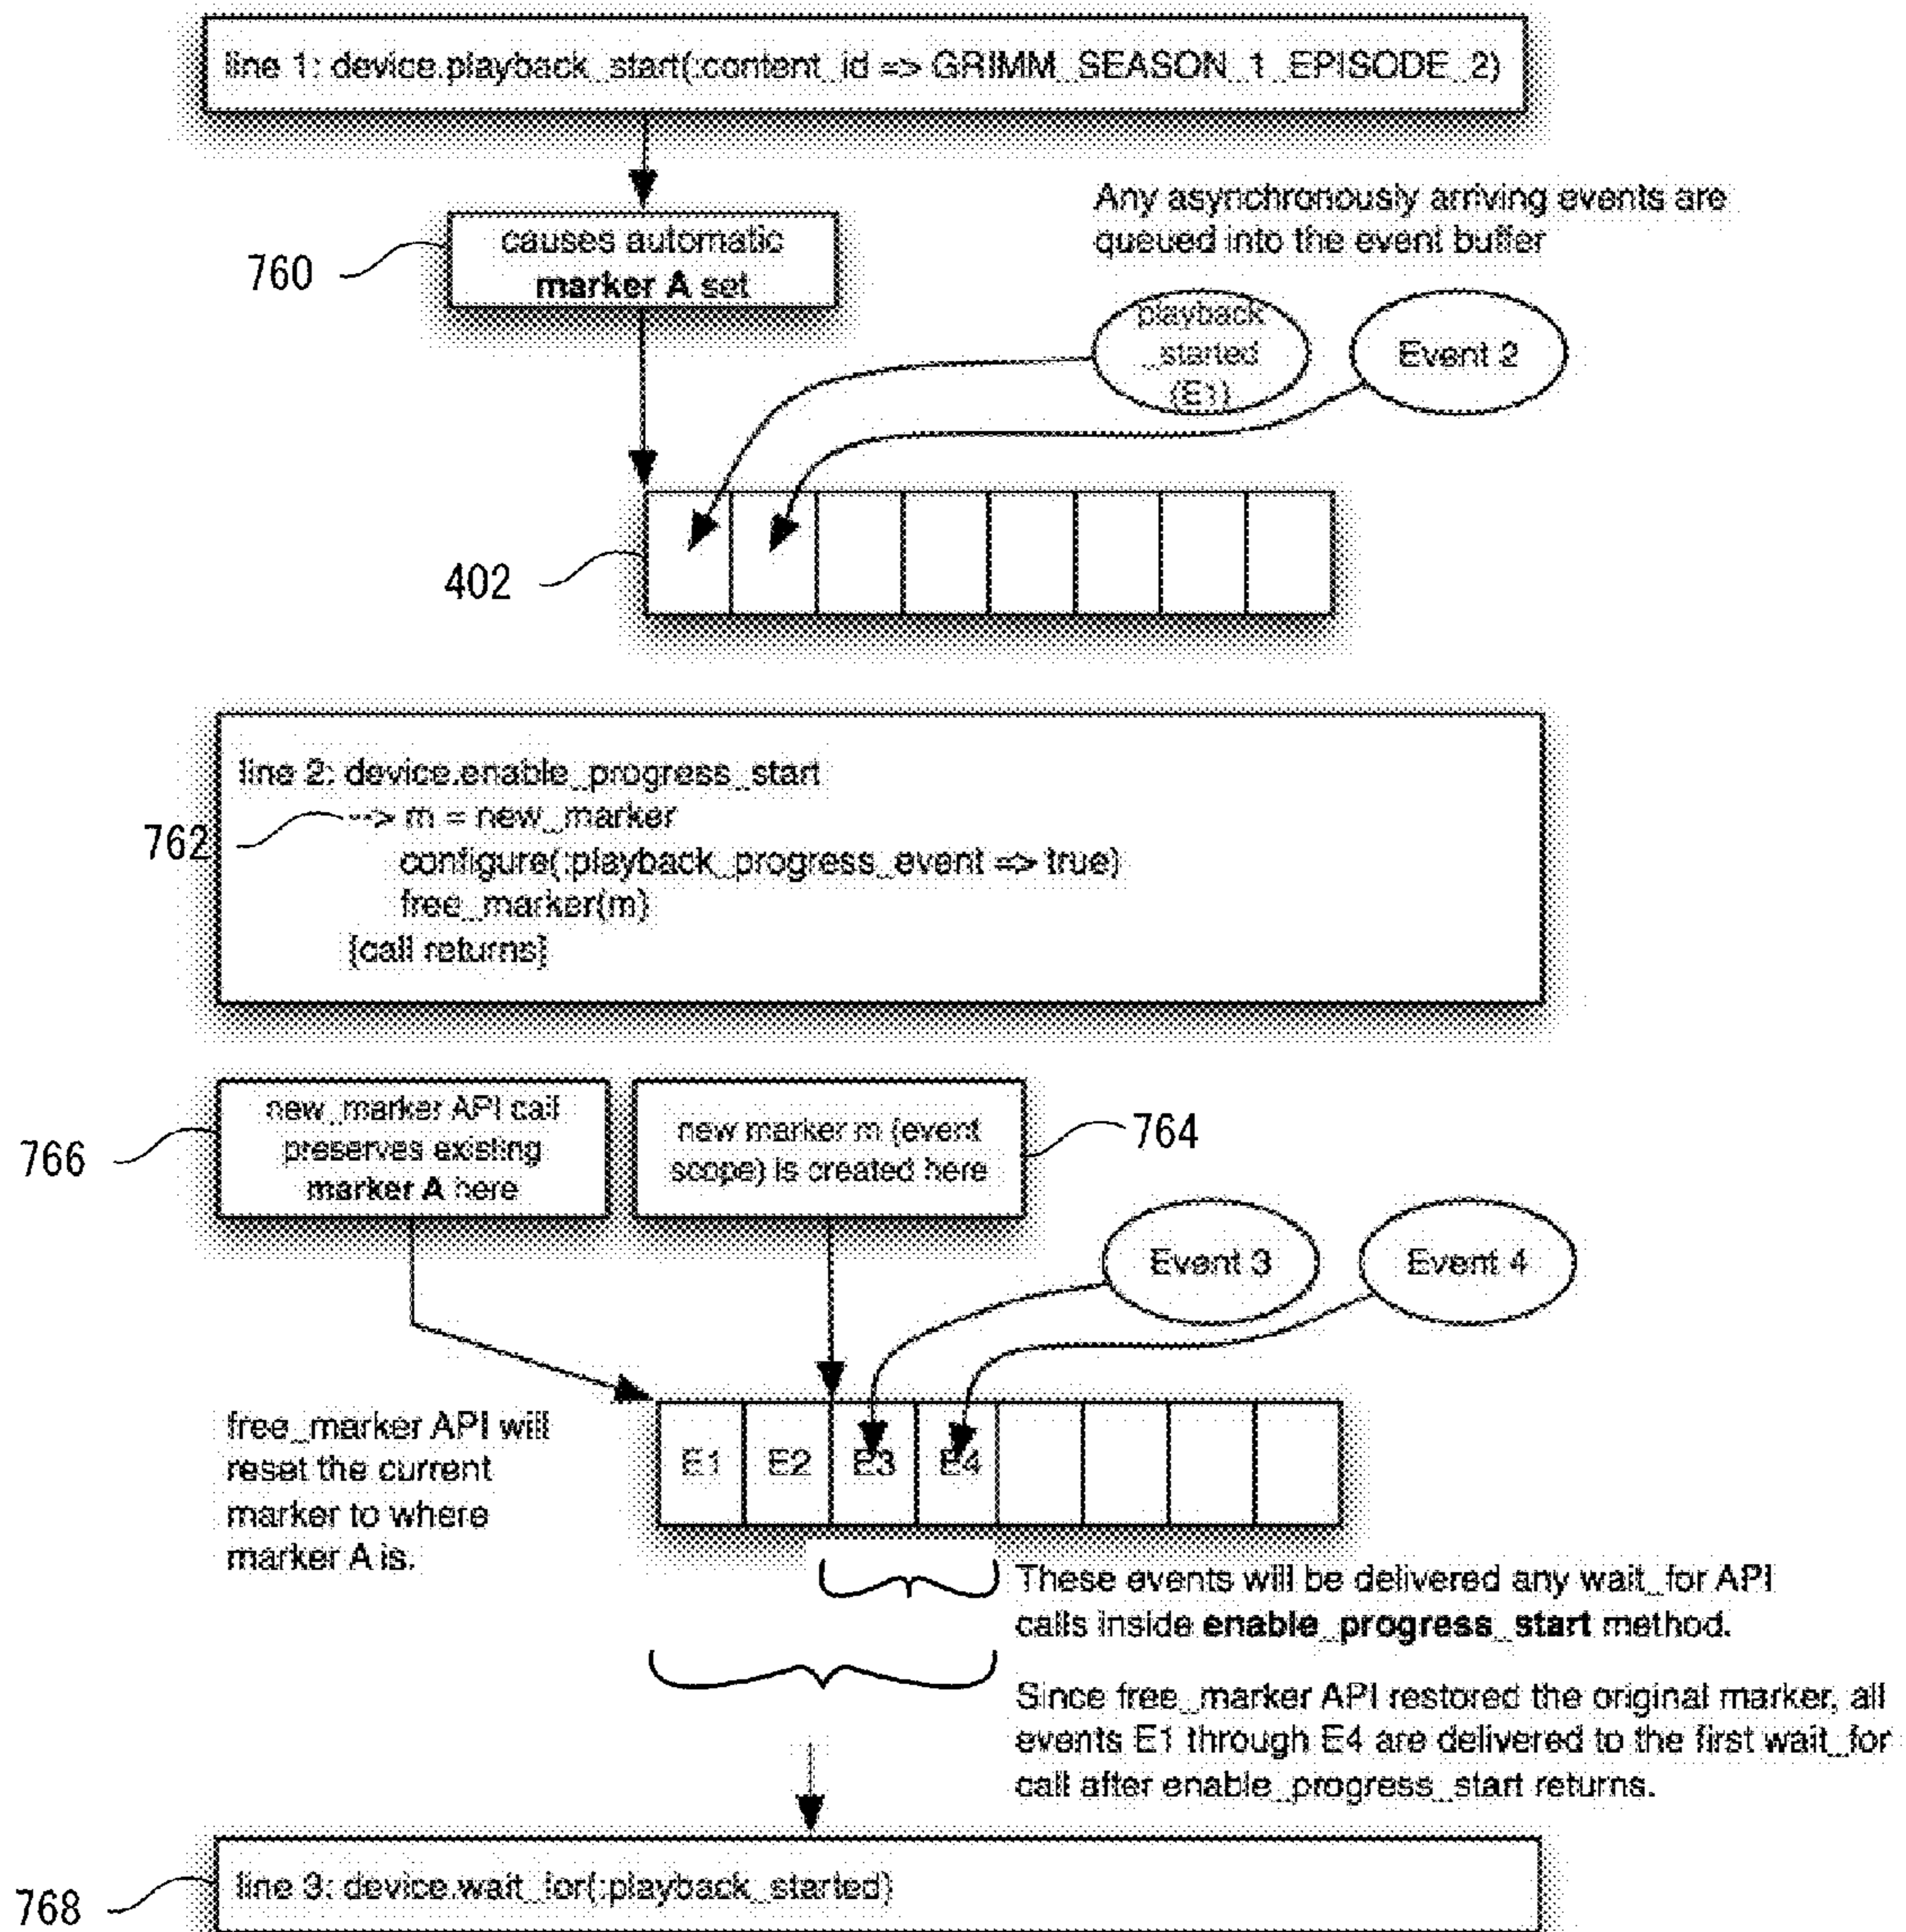 line 1: device.playback_start(:content_id => GRIMM_SEASON_1_EPISODE_2)
760
causes automatic
marker A set
Any asynchronously arriving events are
queued into the event buffer
playback
_started
(E1)
Event 2
402
line 2: device.enable_progress_start
762
--> m = new_marker
configure(:playback_progress_event => true)
free_marker(m)
[call returns]
766
new_marker API call
preserves existing
marker A here
new marker m (event
scope) is created here
764
Event 3
Event 4
free_marker API will
reset the current
marker to where
marker A is.
E1 E2 E3 E4
These events will be delivered any wait_for API
calls inside enable_progress_start method.
Since free_marker API restored the original marker, all
events E1 through E4 are delivered to the first wait_for
call after enable_progress_start returns.
768
line 3: device.wait_for(:playback_started)